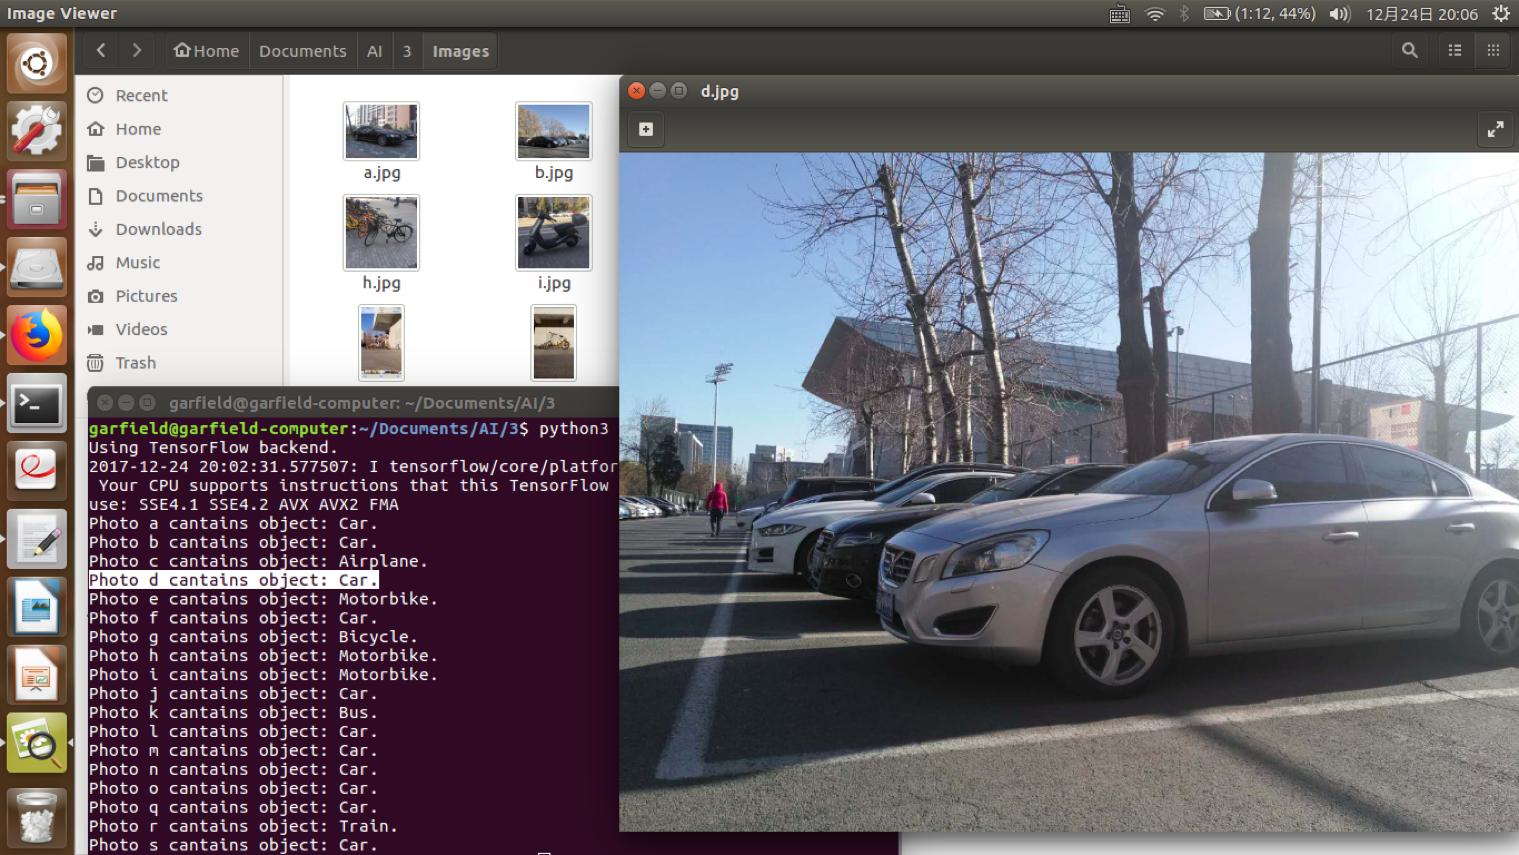 Image Viewer
(1:12, 44%)
12月24日 20:06
Home
Documents
AI
3
Images
Recent
Home
Desktop
Documents
Downloads
Music
Pictures
Videos
Trash
a.jpg
b.jpg
h.jpg
i.jpg
d.jpg
garfield@garfield-computer: ~/Documents/AI/3
garfield@garfield-computer:~/Documents/AI/3$ python3
Using TensorFlow backend.
2017-12-24 20:02:31.577507: I tensorflow/core/platfor
Your CPU supports instructions that this TensorFlow
use: SSE4.1 SSE4.2 AVX AVX2 FMA
Photo a cantains object: Car.
Photo b cantains object: Car.
Photo c cantains object: Airplane.
Photo d cantains object: Car.
Photo e cantains object: Motorbike.
Photo f cantains object: Car.
Photo g cantains object: Bicycle.
Photo h cantains object: Motorbike.
Photo i cantains object: Motorbike.
Photo j cantains object: Car.
Photo k cantains object: Bus.
Photo l cantains object: Car.
Photo m cantains object: Car.
Photo n cantains object: Car.
Photo o cantains object: Car.
Photo q cantains object: Car.
Photo r cantains object: Train.
Photo s cantains object: Car.